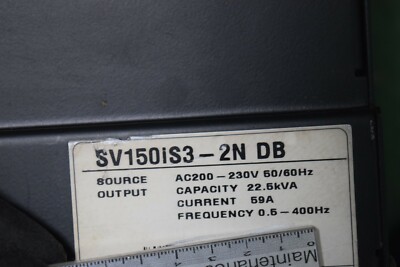 SV150iS3-2N DB
SOURCE AC200-230V 50/60Hz
OUTPUT CAPACITY 22.5kVA
CURRENT 59A
FREQUENCY 0.5-400Hz
Maintenance